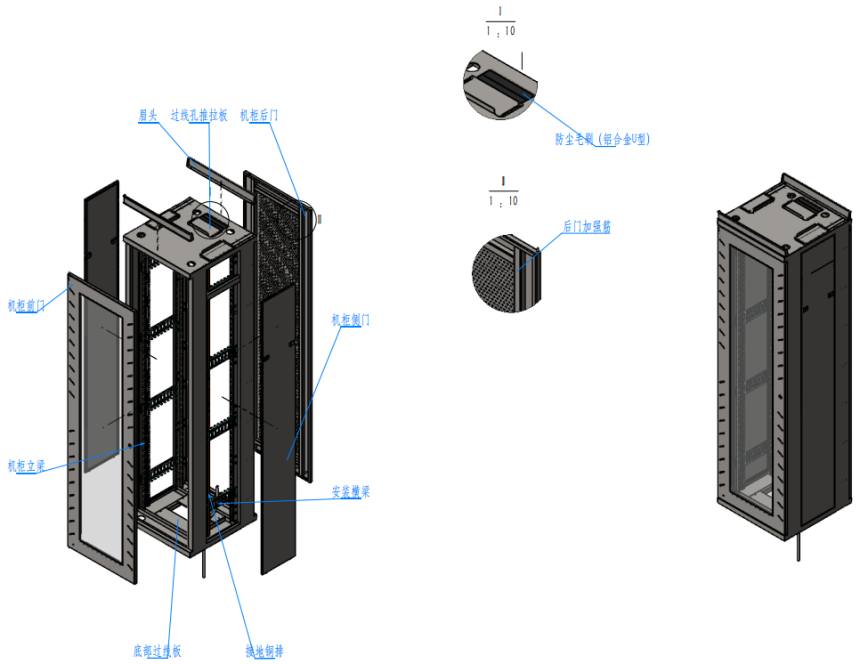 I
1 : 10
眉头 过线孔推拉板 机柜后门
防尘毛刷 (铝合金U型)
II
1 : 10
II
后门加强筋
机柜前门
机柜侧门
机柜立梁
安装横梁
底部过线板
接地铜排